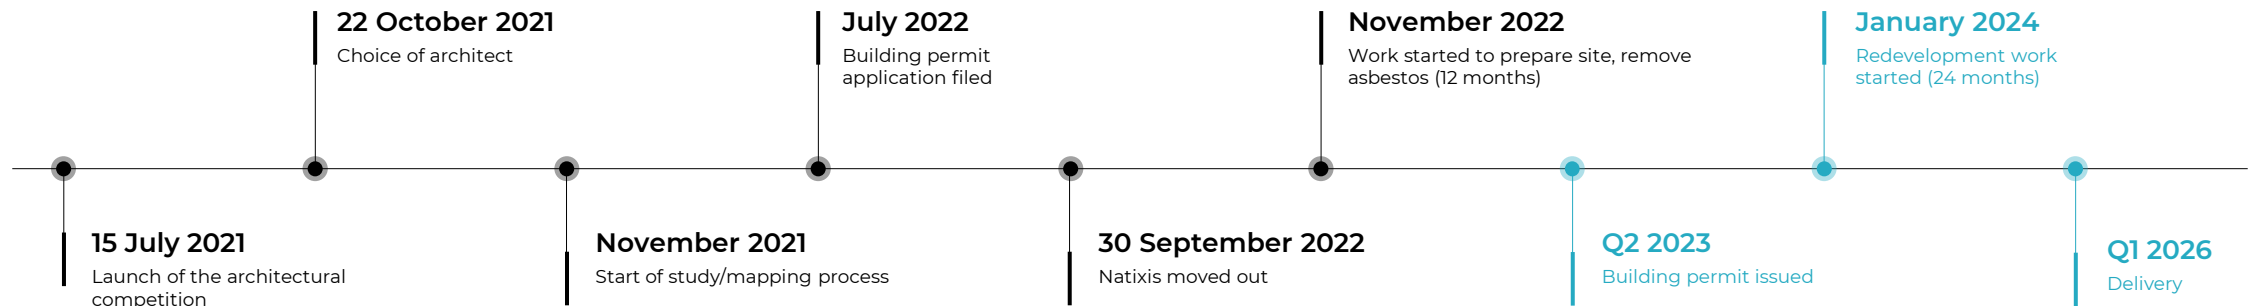 22 October 2021
Choice of architect
July 2022
Building permit
application filed
November 2022
Work started to prepare site, remove
asbestos (12 months)
January 2024
Redevelopment work
started (24 months)
15 July 2021
Launch of the architectural
competition
November 2021
Start of study/mapping process
30 September 2022
Natixis moved out
Q2 2023
Building permit issued
Q1 2026
Delivery